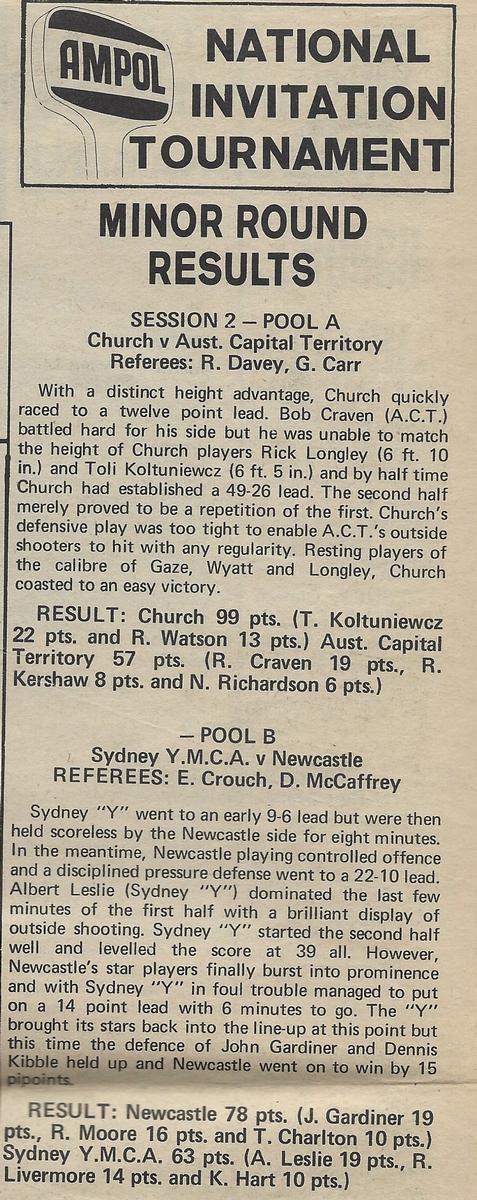 AMPOL
NATIONAL
INVITATION
TOURNAMENT
MINOR ROUND
RESULTS
SESSION 2 – POOL A
Church v Aust. Capital Territory
Referees: R. Davey, G. Carr
With a distinct height advantage, Church quickly
raced to a twelve point lead. Bob Craven (A.C.T.)
battled hard for his side but he was unable to match
the height of Church players Rick Longley (6 ft. 10
in.) and Toli Koltuniewcz (6 ft. 5 in.) and by half time
Church had established a 49-26 lead. The second half
merely proved to be a repetition of the first. Church's
defensive play was too tight to enable A.C.T.'s outside
shooters to hit with any regularity. Resting players of
the calibre of Gaze, Wyatt and Longley, Church
coasted to an easy victory.
RESULT: Church 99 pts. (T. Koltuniewcz
22 pts. and R. Watson 13 pts.) Aust. Capital
Territory 57 pts. (R. Craven 19 pts., R.
Kershaw 8 pts. and N. Richardson 6 pts.)
– POOL B
Sydney Y.M.C.A. v Newcastle
REFEREES: E. Crouch, D. McCaffrey
Sydney "Y" went to an early 9-6 lead but were then
held scoreless by the Newcastle side for eight minutes.
In the meantime, Newcastle playing controlled offence
and a disciplined pressure defense went to a 22-10 lead.
Albert Leslie (Sydney "Y") dominated the last few
minutes of the first half with a brilliant display of
outside shooting. Sydney "Y" started the second half
well and levelled the score at 39 all. However,
Newcastle's star players finally burst into prominence
and with Sydney "Y" in foul trouble managed to put
on a 14 point lead with 6 minutes to go. The "Y"
brought its stars back into the line-up at this point but
this time the defence of John Gardiner and Dennis
Kibble held up and Newcastle went on to win by 15
pipoints.
RESULT: Newcastle 78 pts. (J. Gardiner 19
pts., R. Moore 16 pts. and T. Charlton 10 pts.)
Sydney Y.M.C.A. 63 pts. (A. Leslie 19 pts., R.
Livermore 14 pts. and K. Hart 10 pts.)